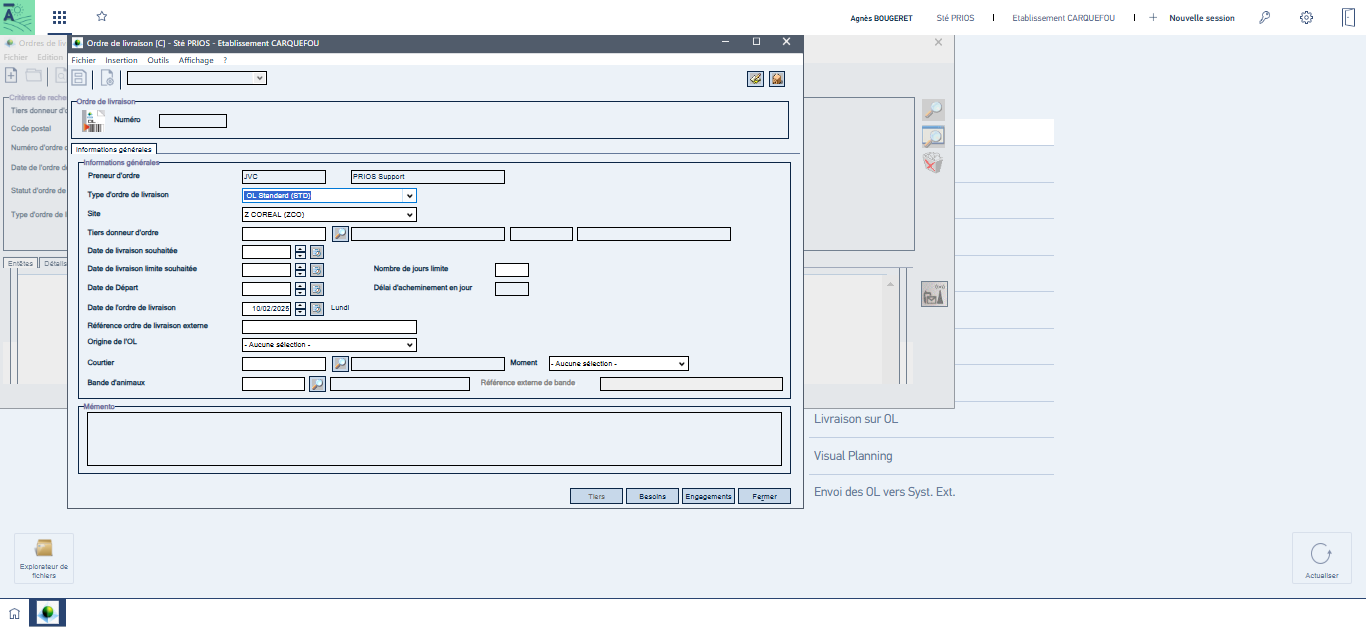 Agnès BOUGERET Sté PRIOS Etablissement CARQUEFOU Nouvelle session
Ordres de lis
Fichier Edition
Critères de reche
Tiers donneur d'o
Code postal
Numéro d'ordre d
Date de l'ordre de
Statut d'ordre de
Type d'ordre de l
Entêtes Détails
Ordre de livraison [C] - Sté PRIOS - Etablissement CARQUEFOU
Fichier Insertion Outils Affichage ?
Ordre de livraison
OL
Numéro
Informations générales
Informations générales
Preneur d'ordre JVC PRIOS Support
Type d'ordre de livraison OL Standard (STD)
Site Z COREAL (ZCO)
Tiers donneur d'ordre
Date de livraison souhaitée
Date de livraison limite souhaitée Nombre de jours limite
Date de Départ Délai d'acheminement en jour
Date de l'ordre de livraison 10/02/2025 Lundi
Référence ordre de livraison externe
Origine de l'OL - Aucune sélection -
Courtier Moment - Aucune sélection -
Bande d'animaux Référence externe de bande
Mémento
Tiers Besoins Engagements Fermer
Livraison sur OL
Visual Planning
Envoi des OL vers Syst. Ext.
Explorateur de
fichiers
Actualiser